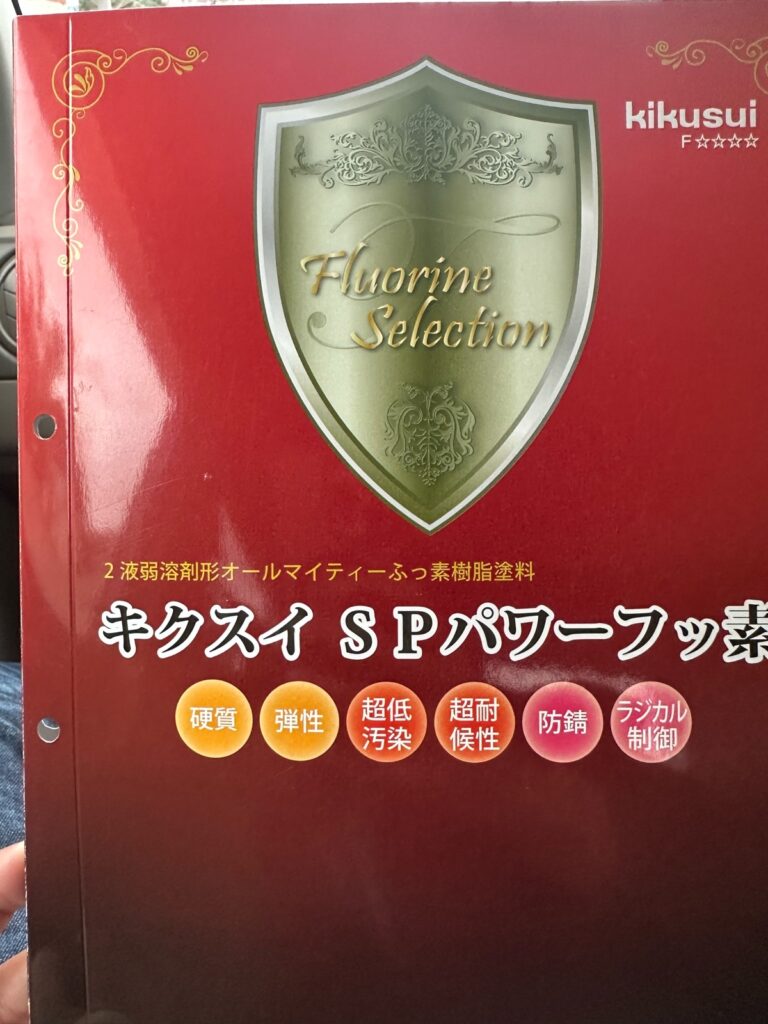 kikusui
F☆☆☆☆
Fluorine
Selection
2液弱溶剤形オールマイティーふっ素樹脂塗料
キクスイ SPパワーフッ素
硬質
弾性
超低
汚染
超耐
候性
防錆
ラジカル
制御